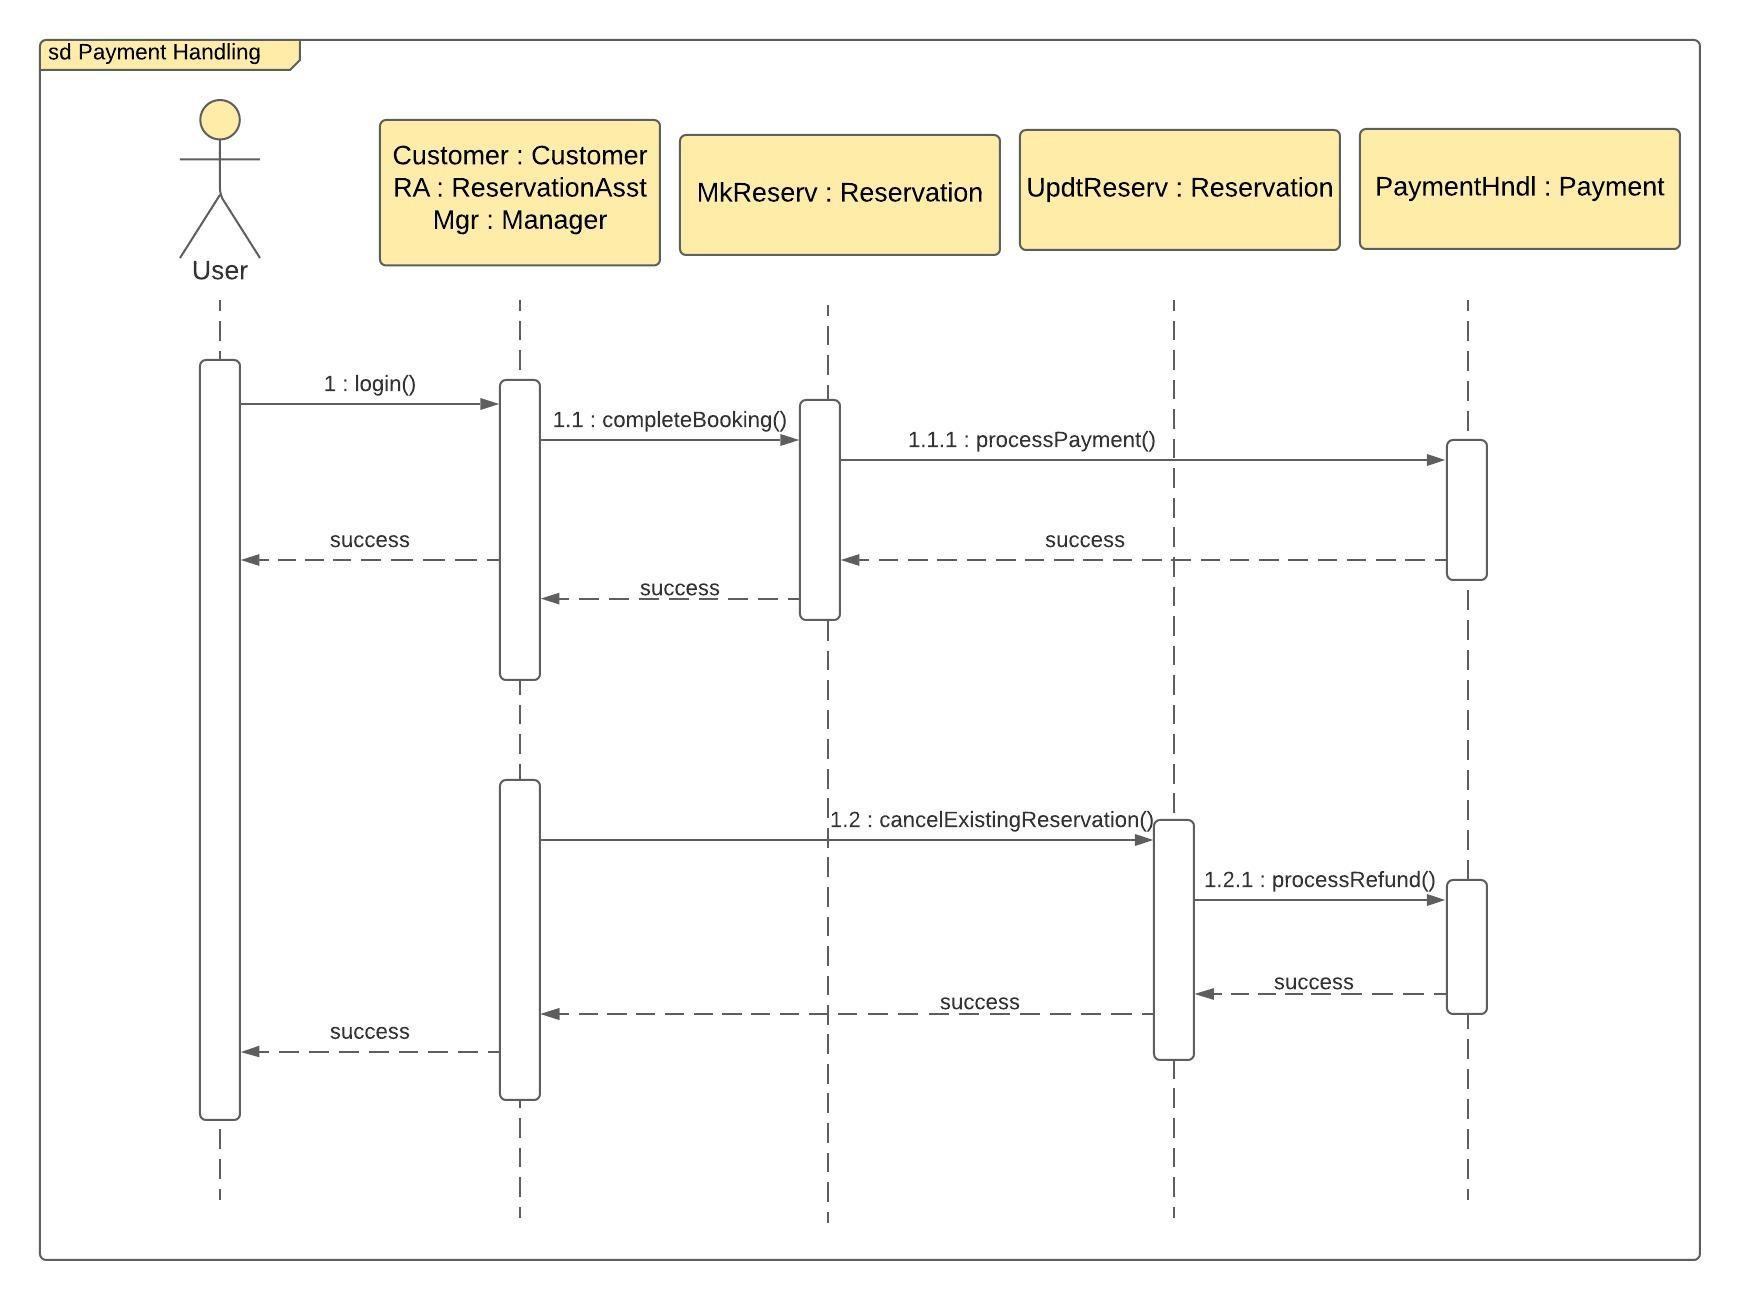 sd Payment Handling
User
Customer : Customer
RA : ReservationAsst
Mgr : Manager
MkReserv : Reservation
UpdtReserv : Reservation
PaymentHndl : Payment
1 : login()
1.1 : completeBooking()
1.1.1 : processPayment()
success
success
success
1.2 : cancelExistingReservation()
1.2.1 : processRefund()
success
success
success